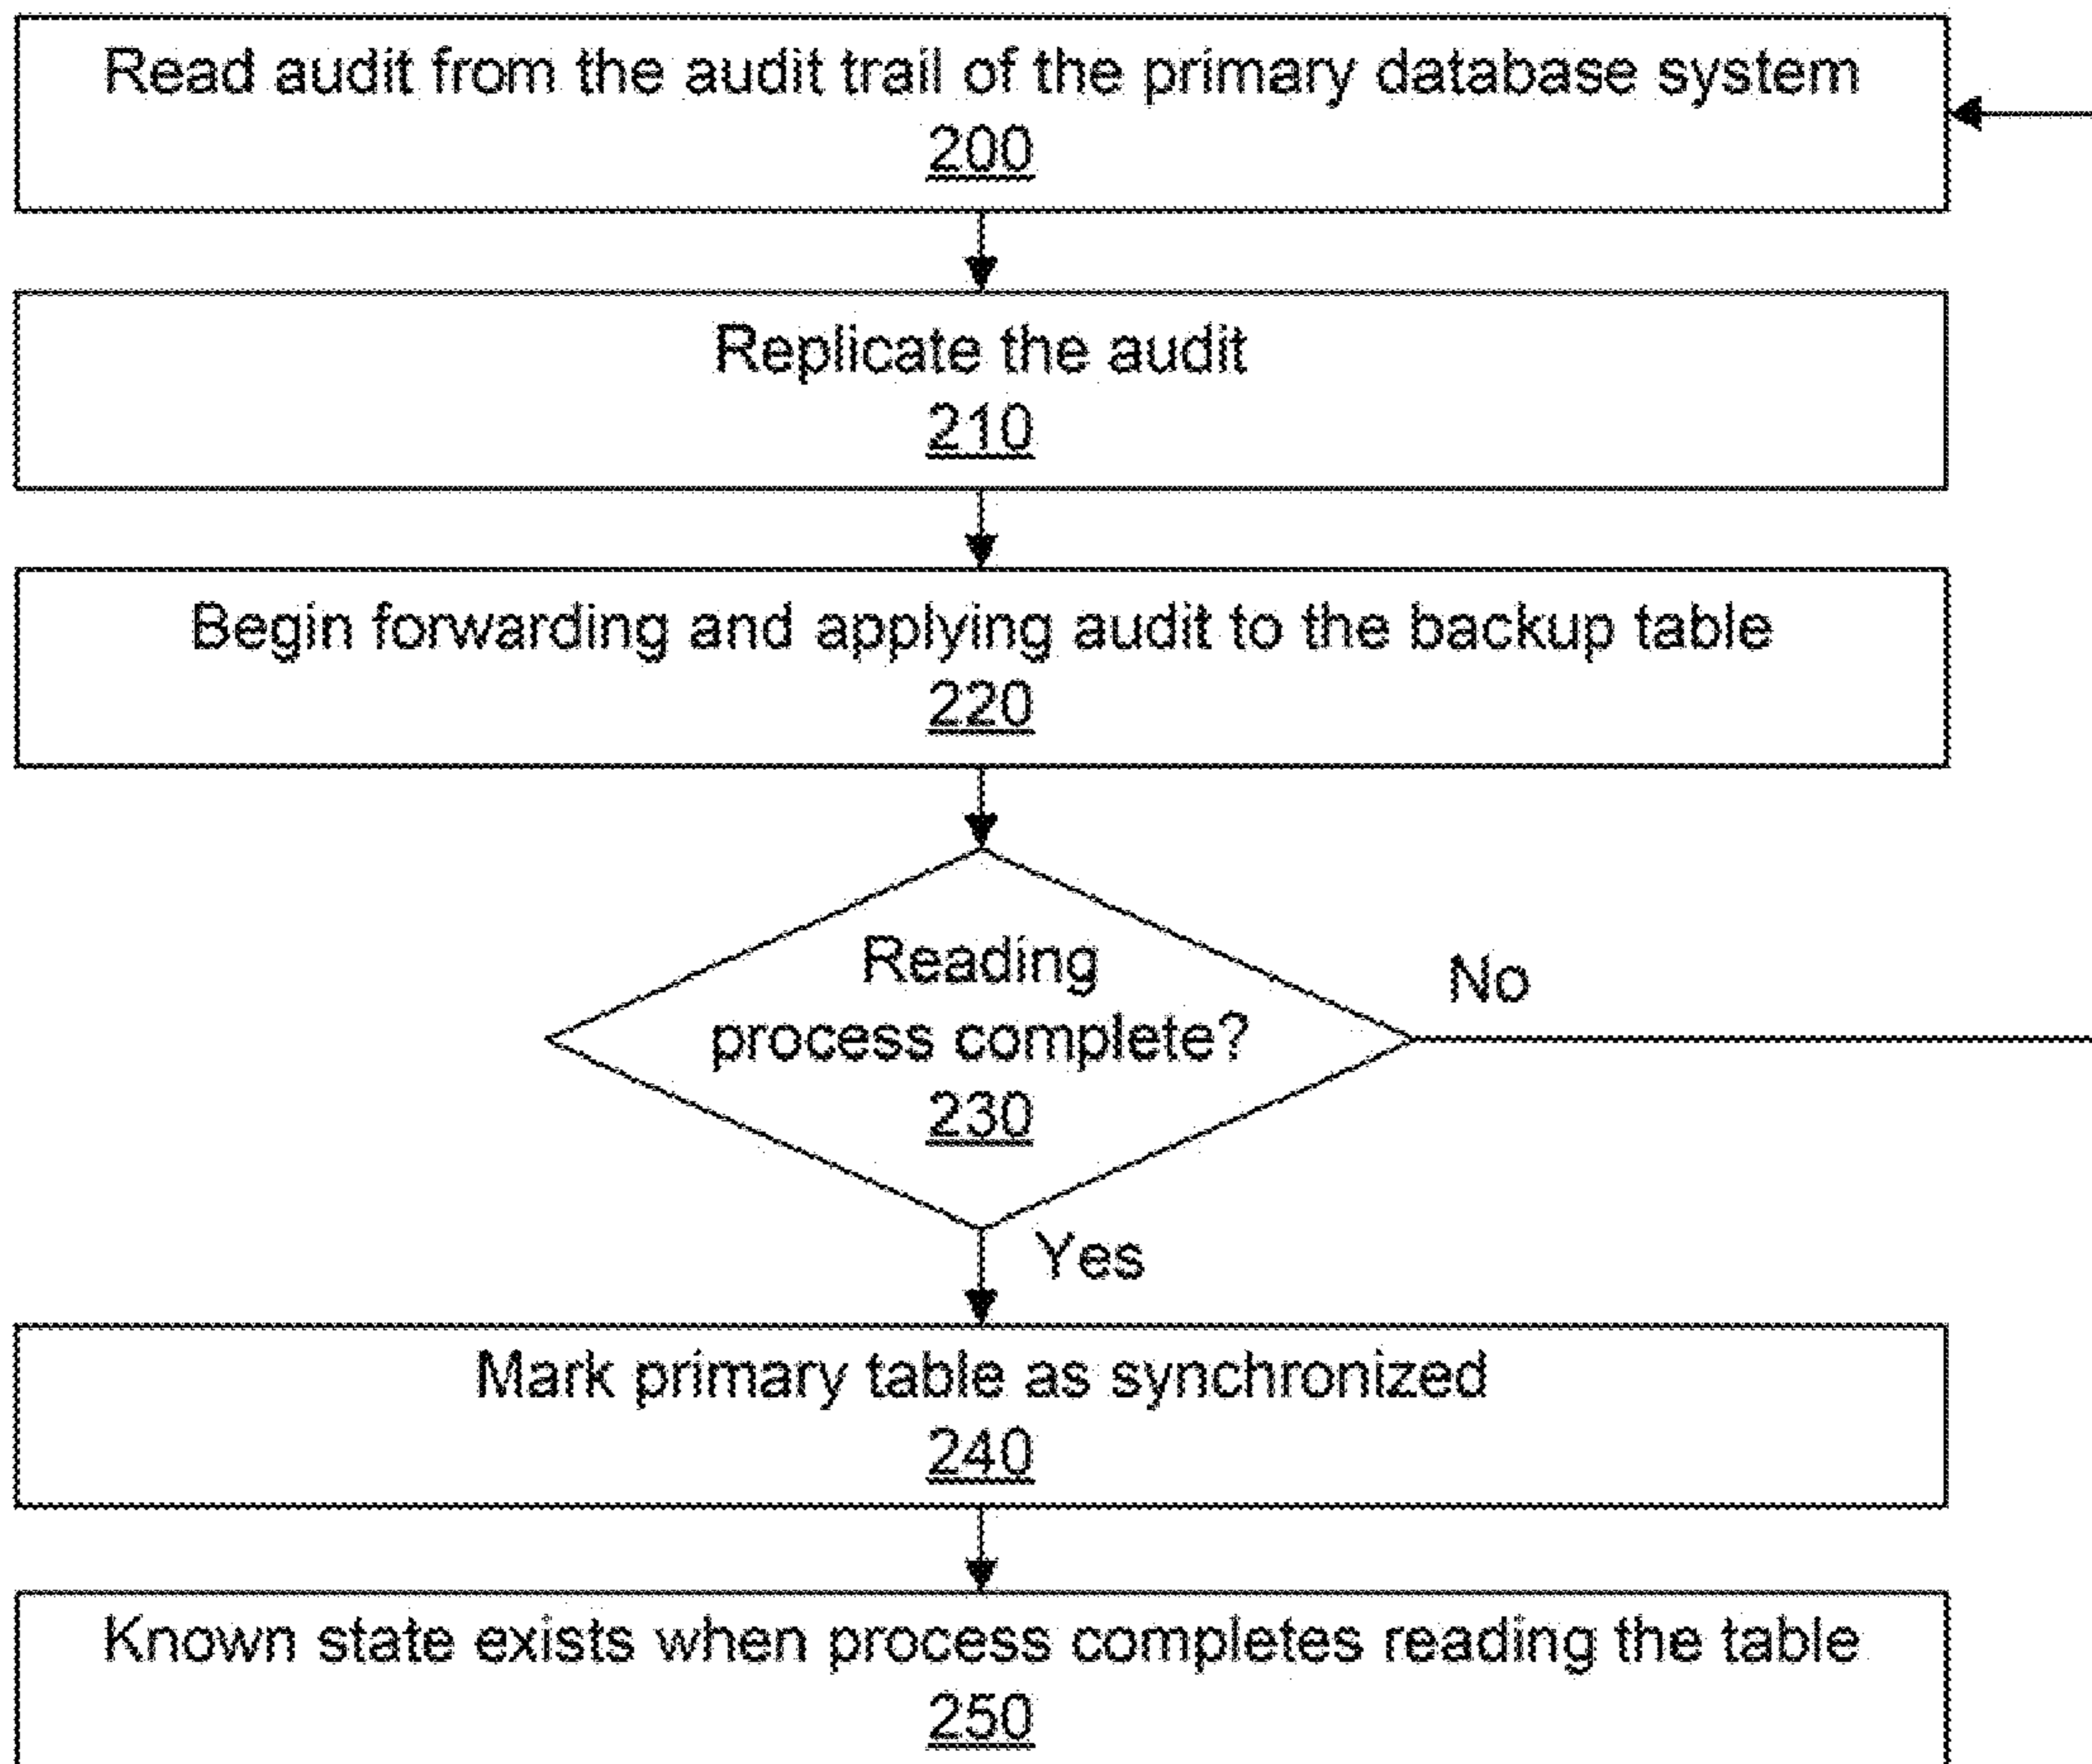 Read audit from the audit trail of the primary database system
200
Replicate the audit
210
Begin forwarding and applying audit to the backup table
220
Reading
process complete?
230
No
Yes
Mark primary table as synchronized
240
Known state exists when process completes reading the table
250